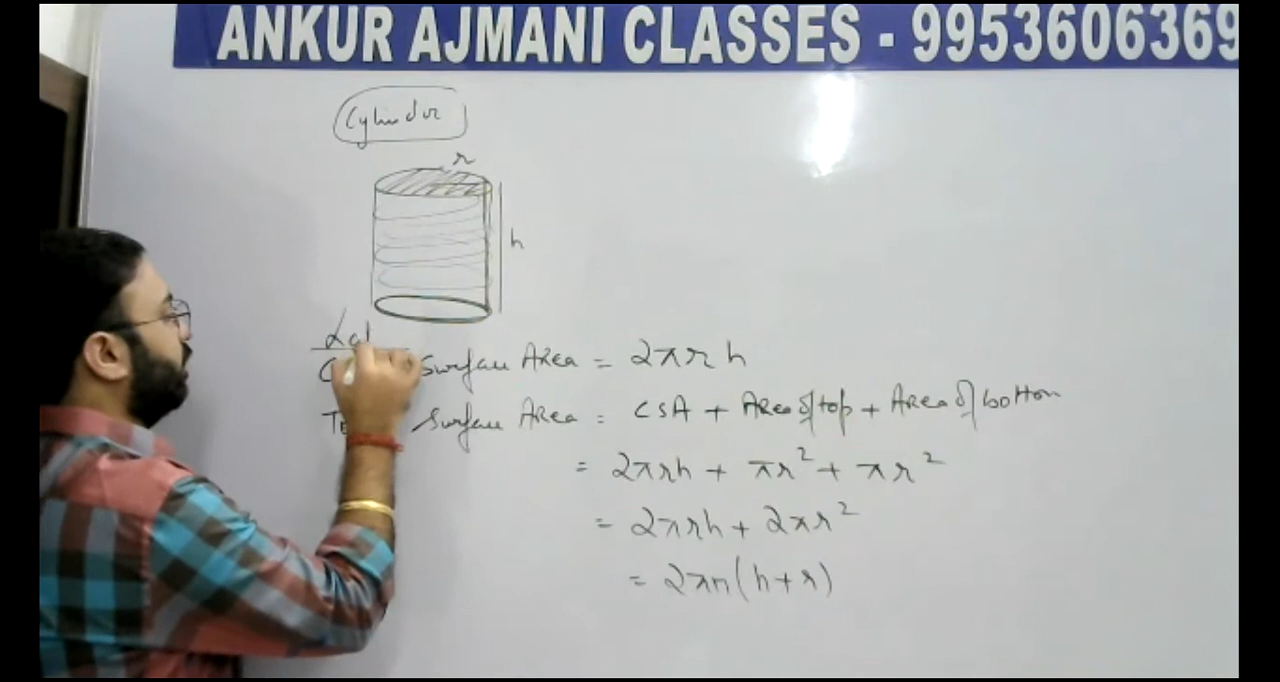 ANKUR AJMANI CLASSES - 9953606369
Cylinder
r
h
Lat
C Surface Area = 2πrh
T Surface Area = CSA + Area of top + Area of bottom
= 2πrh + πr² + πr²
= 2πrh + 2πr²
= 2πr(h+r)